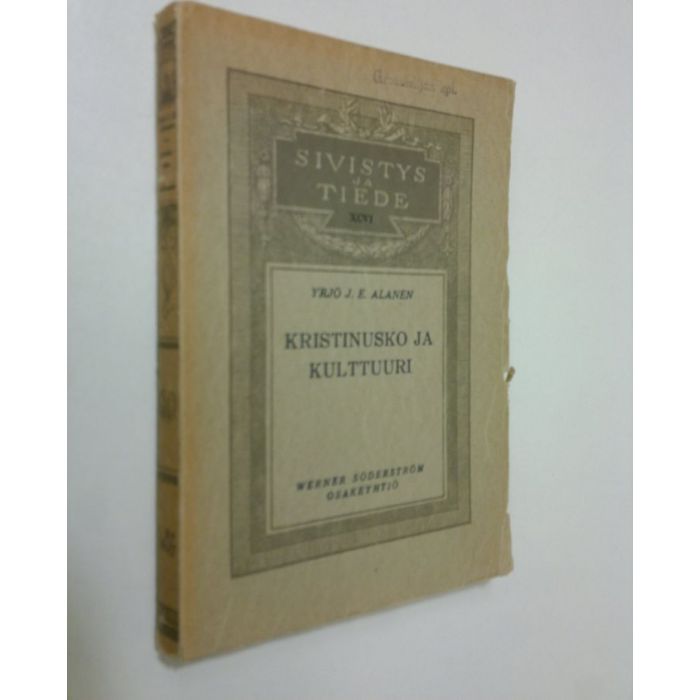 SIVISTYS
JA
TIEDE
XCVI
YRJÖ J. E. ALANEN
KRISTINUSKO JA
KULTTUURI
WERNER SÖDERSTRÖM
OSAKEYHTIÖ